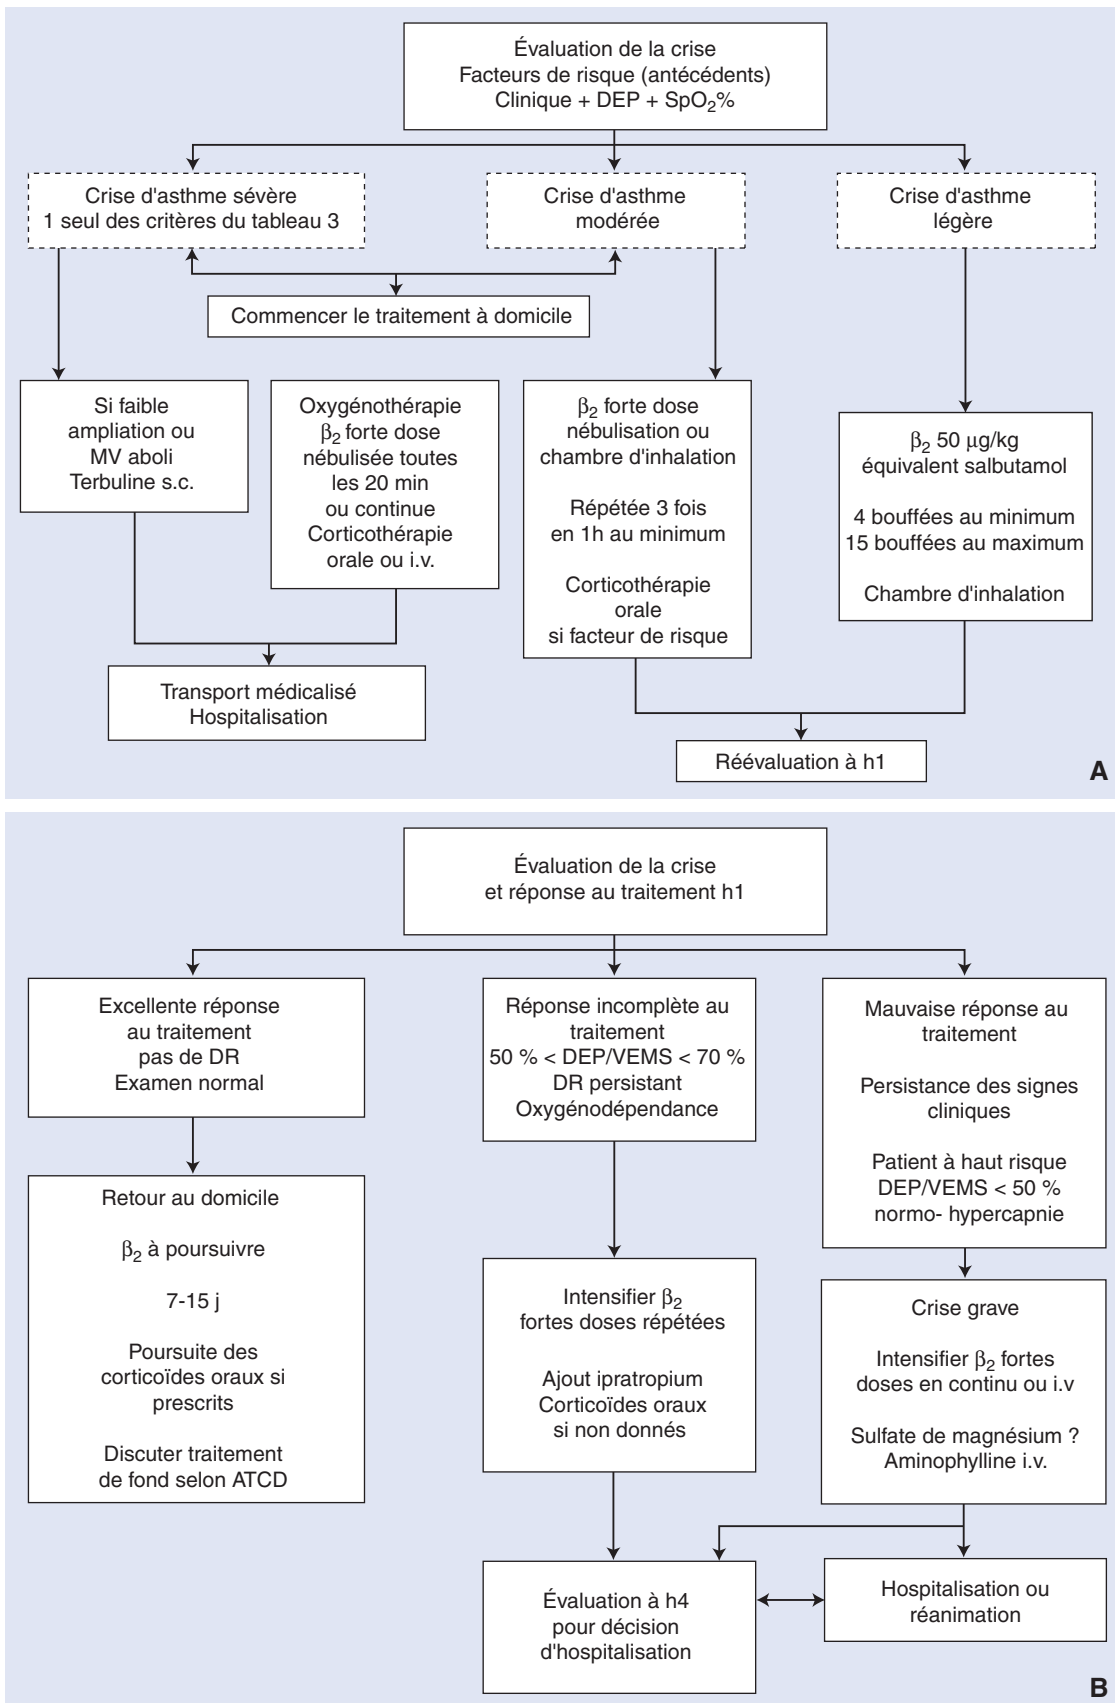 Évaluation de la crise
Facteurs de risque (antécédents)
Clinique + DEP + SpO₂%
Crise d'asthme sévère
1 seul des critères du tableau 3
Crise d'asthme
modérée
Crise d'asthme
légère
Commencer le traitement à domicile
Si faible
ampliation ou
MV aboli
Terbuline s.c.
Oxygénothérapie
β₂ forte dose
nébulisée toutes
les 20 min
ou continue
Corticothérapie
orale ou i.v.
β₂ forte dose
nébulisation ou
chambre d'inhalation
Répétée 3 fois
en 1h au minimum
Corticothérapie
orale
si facteur de risque
β₂ 50 µg/kg
équivalent salbutamol
4 bouffées au minimum
15 bouffées au maximum
Chambre d'inhalation
Transport médicalisé
Hospitalisation
Réévaluation à h1
A
Évaluation de la crise
et réponse au traitement h1
Excellente réponse
au traitement
pas de DR
Examen normal
Réponse incomplète au
traitement
50 % < DEP/VEMS < 70 %
DR persistant
Oxygénodépendance
Mauvaise réponse au
traitement
Persistance des signes
cliniques
Patient à haut risque
DEP/VEMS < 50 %
normo- hypercapnie
Retour au domicile
β₂ à poursuivre
7-15 j
Poursuite des
corticoïdes oraux si
prescrits
Discuter traitement
de fond selon ATCD
Intensifier β₂
fortes doses répétées
Ajout ipratropium
Corticoïdes oraux
si non donnés
Crise grave
Intensifier β₂ fortes
doses en continu ou i.v
Sulfate de magnésium ?
Aminophylline i.v.
Évaluation à h4
pour décision
d'hospitalisation
Hospitalisation ou
réanimation
B